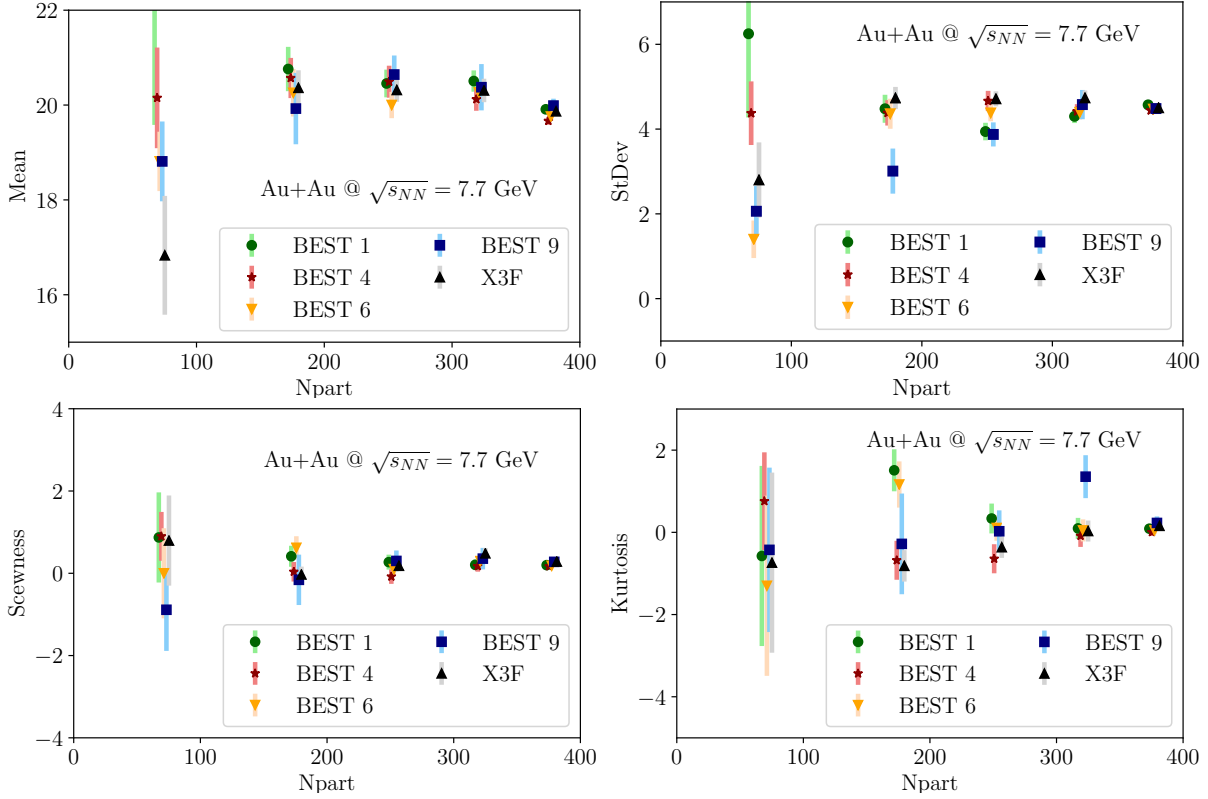 22
20
18
16
Mean
Au+Au @ √sNN = 7.7 GeV
BEST 1
BEST 4
BEST 6
BEST 9
X3F
0 100 200 300 400
Npart
6
4
2
0
StDev
Au+Au @ √sNN = 7.7 GeV
BEST 1
BEST 4
BEST 6
BEST 9
X3F
0 100 200 300 400
Npart
4
2
0
−2
−4
Scewness
Au+Au @ √sNN = 7.7 GeV
BEST 1
BEST 4
BEST 6
BEST 9
X3F
0 100 200 300 400
Npart
2
0
−2
−4
Kurtosis
Au+Au @ √sNN = 7.7 GeV
BEST 1
BEST 4
BEST 6
BEST 9
X3F
0 100 200 300 400
Npart